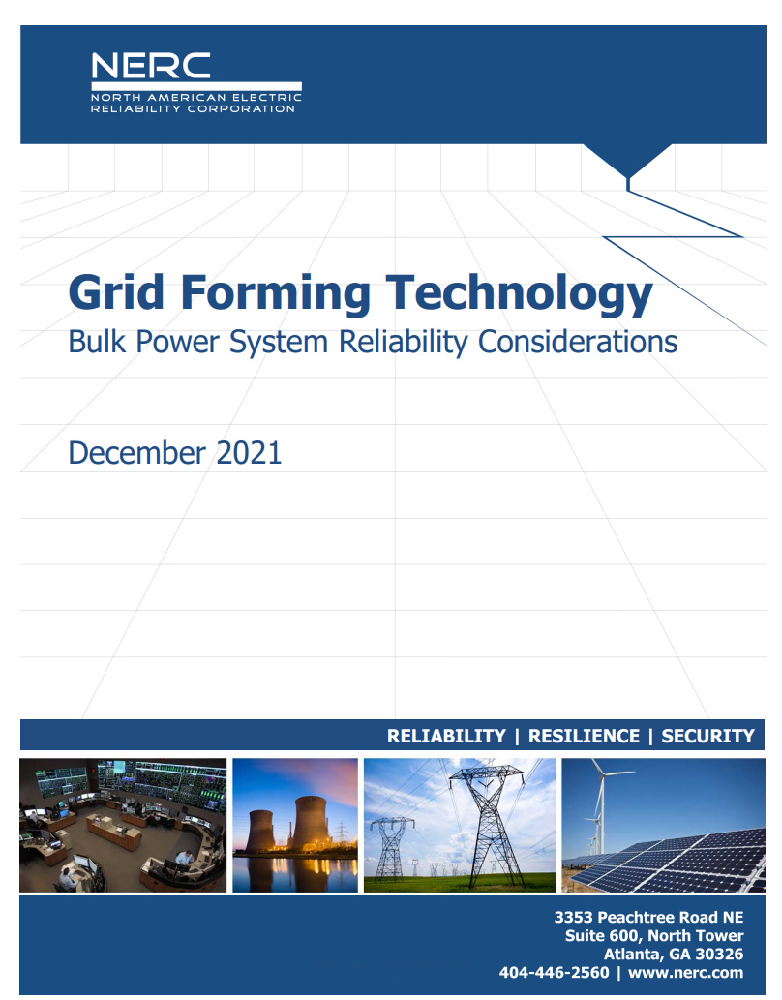 NERC
NORTH AMERICAN ELECTRIC
RELIABILITY CORPORATION
Grid Forming Technology
Bulk Power System Reliability Considerations
December 2021
RELIABILITY | RESILIENCE | SECURITY
3353 Peachtree Road NE
Suite 600, North Tower
Atlanta, GA 30326
404-446-2560 | www.nerc.com